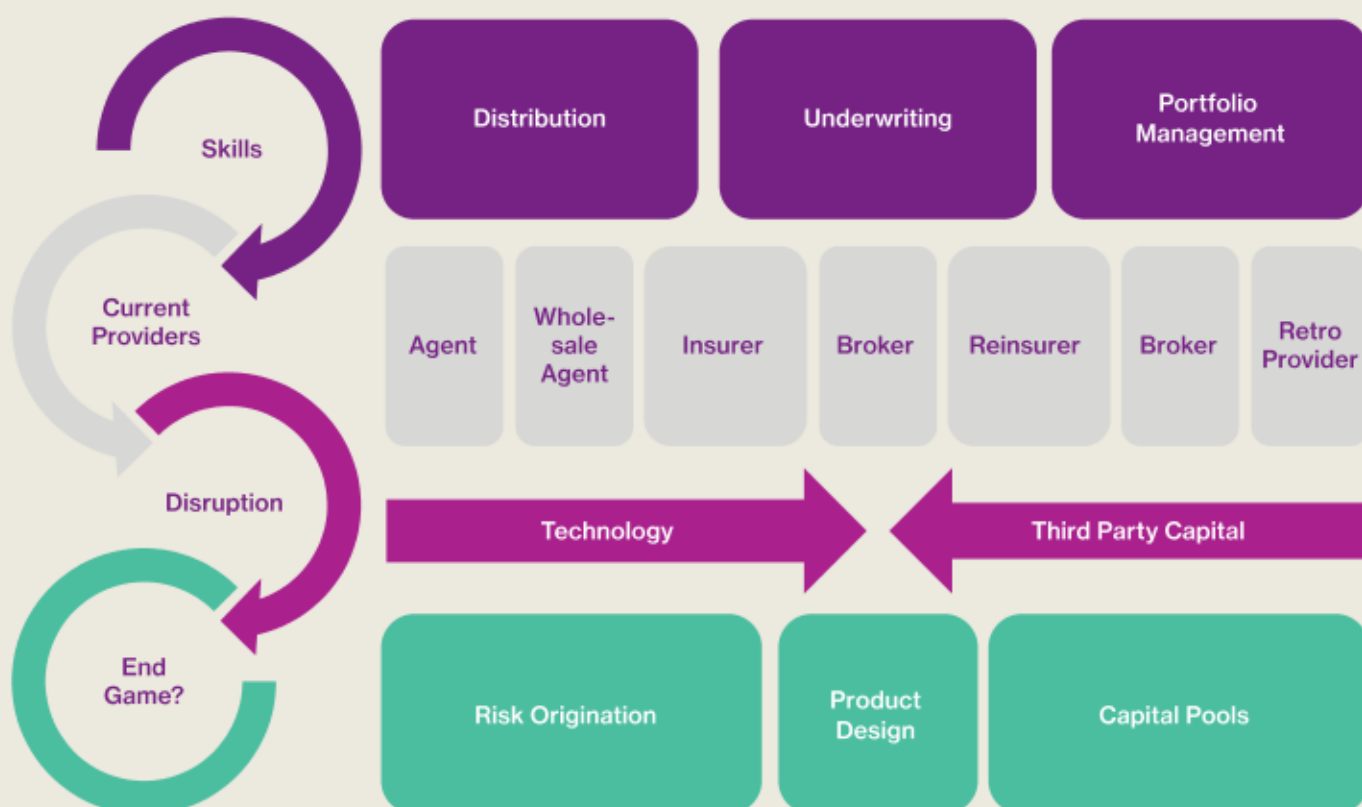 Skills
Distribution
Underwriting
Portfolio
Management
Current
Providers
Agent
Whole-
sale
Agent
Insurer
Broker
Reinsurer
Broker
Retro
Provider
Disruption
Technology
Third Party Capital
End
Game?
Risk Origination
Product
Design
Capital Pools